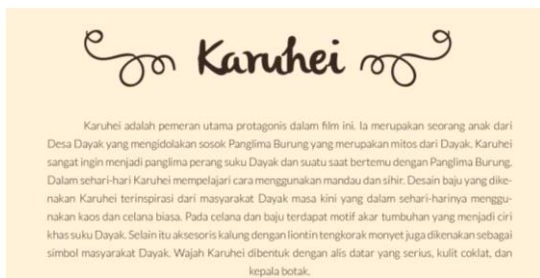 Karuhei
Karuhei adalah pemeran utama protagonis dalam film ini. Ia merupakan seorang anak dari
Desa Dayak yang mengidolakan sosok Panglima Burung yang merupakan mitos dari Dayak. Karuhei
sangat ingin menjadi panglima perang suku Dayak dan suatu saat bertemu dengan Panglima Burung.
Dalam sehari-hari Karuhei mempelajari cara menggunakan mandau dan sihir. Desain baju yang dike-
nakan Karuhei terinspirasi dari masyarakat Dayak masa kini yang dalam sehari-harinya menggu-
nakan kaos dan celana biasa. Pada celana dan baju terdapat motif akar tumbuhan yang menjadi ciri
khas suku Dayak. Selain itu aksesoris kalung dengan liontin tengkorak monyet juga dikenakan sebagai
simbol masyarakat Dayak. Wajah Karuhei dibentuk dengan alis datar yang serius, kulit coklat, dan
kepala botak.